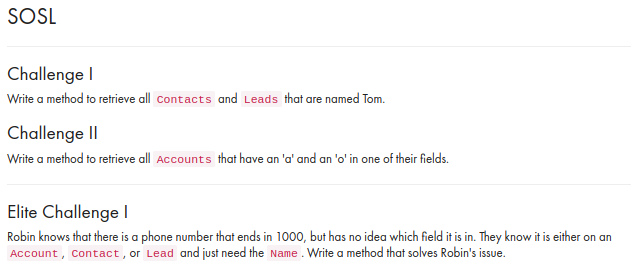 SOSL
Challenge I
Write a method to retrieve all Contacts and Leads that are named Tom.
Challenge II
Write a method to retrieve all Accounts that have an 'a' and an 'o' in one of their fields.
Elite Challenge I
Robin knows that there is a phone number that ends in 1000, but has no idea which field it is in. They know it is either on an
Account, Contact, or Lead and just need the Name. Write a method that solves Robin's issue.